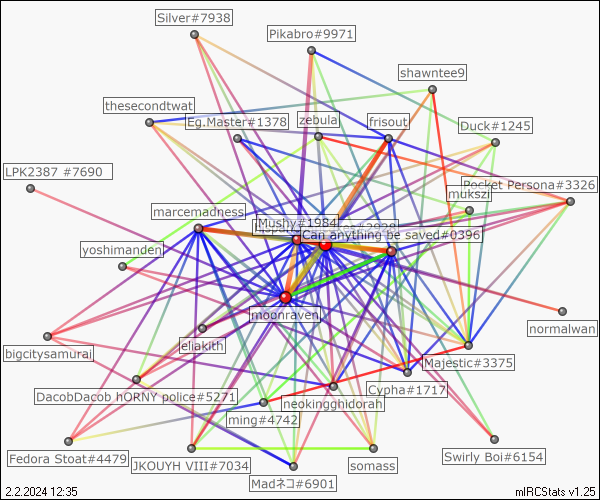 Silver#7938
Pikabro#9971
shawntee9
thesecondtwat
Eg.Master#1378
zebula
frisout
Duck#1245
LPK2387 #7690
Pocket Persona#3326
mukszi
marcemadness
Mushy#1984
Can anything be saved#0396
yoshimanden
moonraven
normalwan
eliakith
bigcitysamurai
Majestic#3375
Cypha#1717
DacobDacob hORNY police#5271
neokingghidorah
ming#4742
Fedora Stoat#4479
JKOUYH VIII#7034
somass
Swirly Boi#6154
Madネコ#6901
2.2.2024 12:35
mIRCStats v1.25